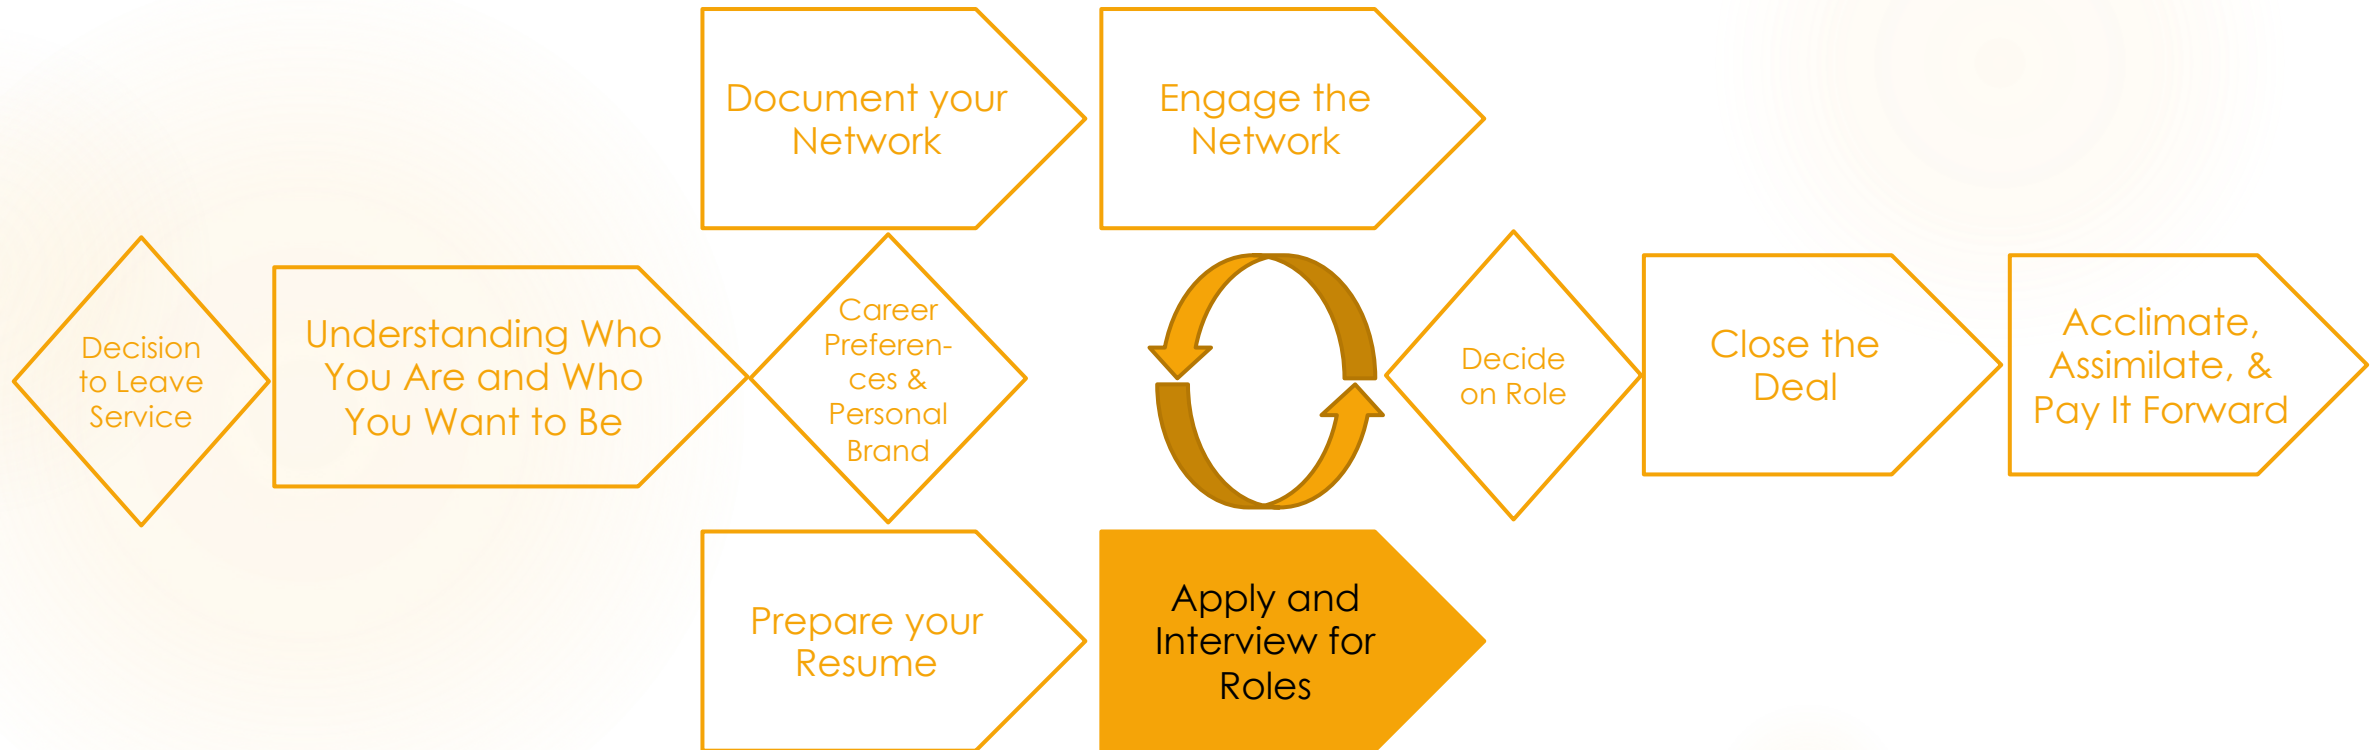 Document your
Network
Engage the
Network
Decision
to Leave
Service
Understanding Who
You Are and Who
You Want to Be
Career
Preferen-
ces &
Personal
Brand
Decide
on Role
Close the
Deal
Acclimate,
Assimilate, &
Pay It Forward
Prepare your
Resume
Apply and
Interview for
Roles